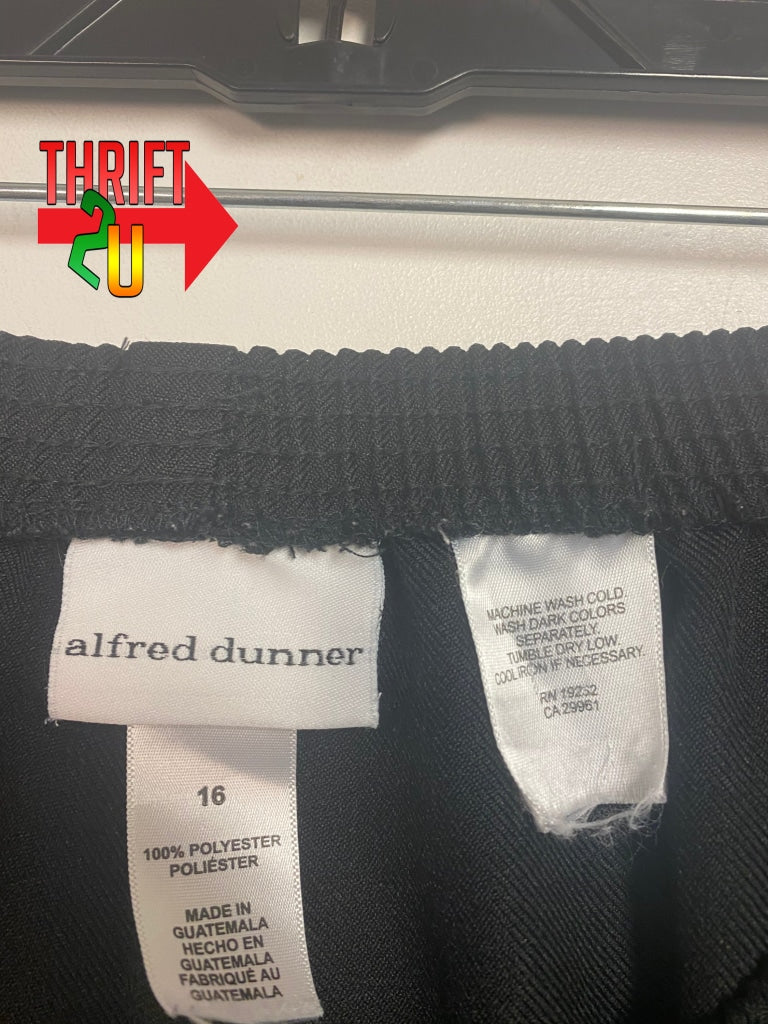 THRIFT
2U
alfred dunner
16
100% POLYESTER
POLIÉSTER
MADE IN
GUATEMALA
HECHO EN
GUATEMALA
FABRIQUÉ AU
GUATEMALA
MACHINE WASH COLD.
WASH DARK COLORS
SEPARATELY.
TUMBLE DRY LOW.
COOL IRON IF NECESSARY.
RN 19232
CA 29961